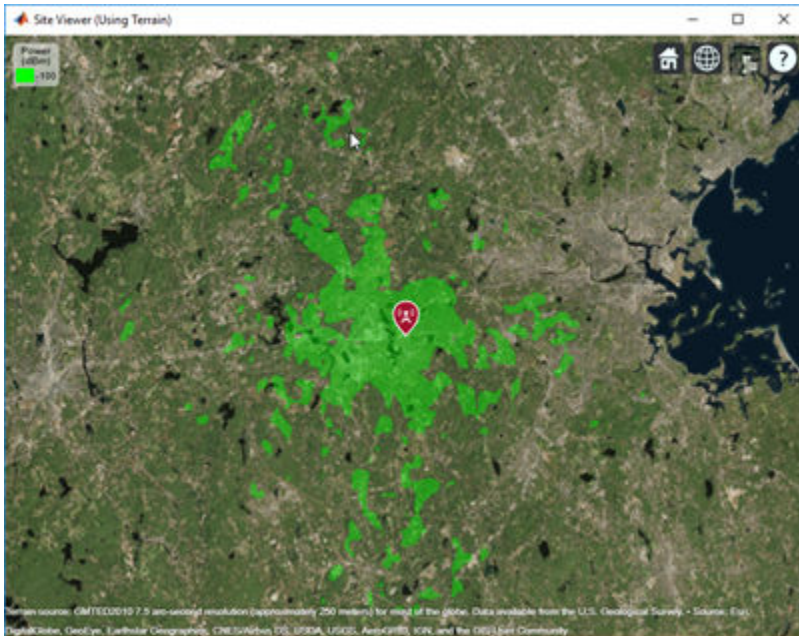 Site Viewer (Using Terrain)
Power
(dBm)
-100
?
Terrain source: GMTED2010 7.5 arc-second resolution (approximately 250 meters) for most of the globe. Data available from the U.S. Geological Survey. • Source: Esri,
DigitalGlobe, GeoEye, Earthstar Geographics, CNES/Airbus DS, USDA, USGS, AeroGRID, IGN, and the GIS User Community